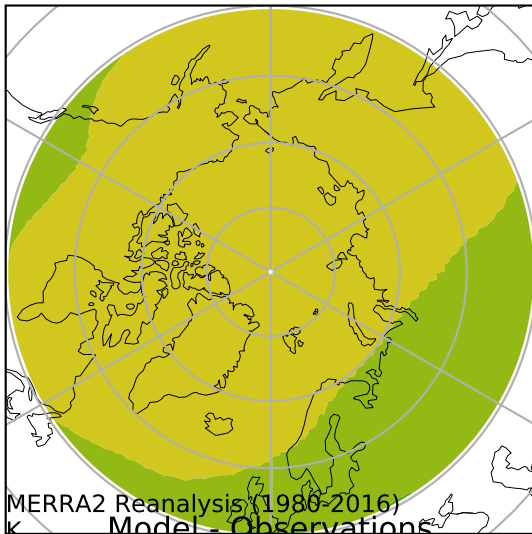 MERRA2 Reanalysis (1980-2016)
K Model - Observations